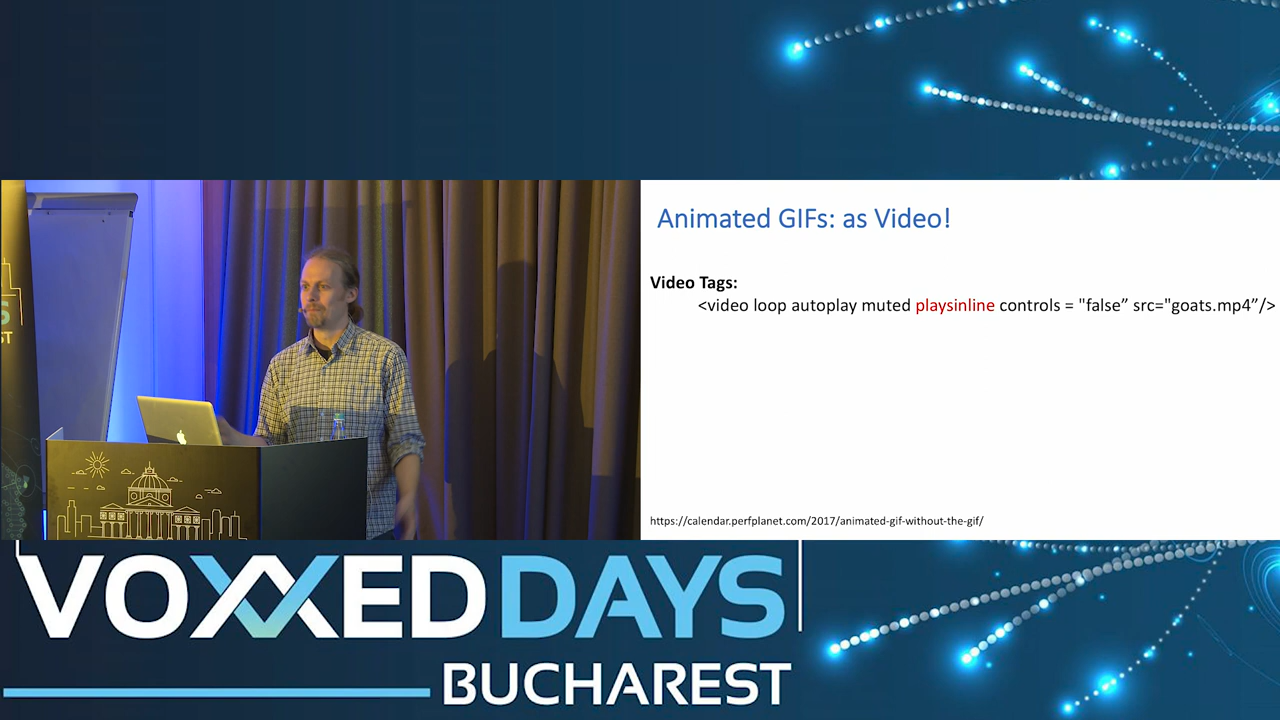 Animated GIFs: as Video!
Video Tags:
<video loop autoplay muted playsinline controls = "false” src="goats.mp4”/>
https://calendar.perfplanet.com/2017/animated-gif-without-the-gif/
VOXXED DAYS
BUCHAREST